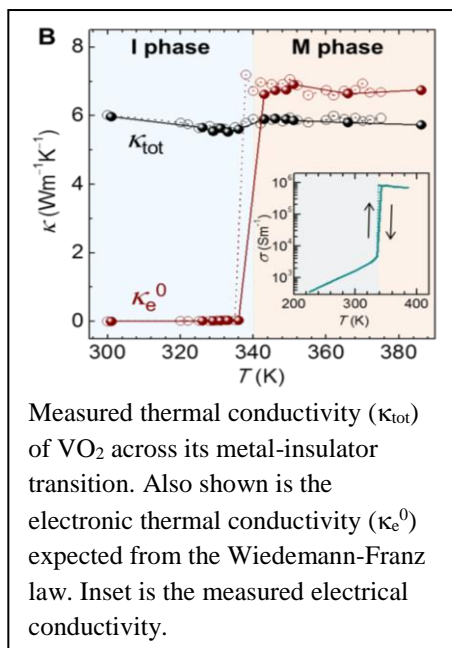 B
I phase
M phase
8
6
4
2
0
κ (Wm⁻¹K⁻¹)
κtot
κe⁰
10⁶
10⁵
10⁴
10³
σ (Sm⁻¹)
200
300
400
T (K)
300
320
340
360
380
T (K)
Measured thermal conductivity (κtot)
of VO₂ across its metal-insulator
transition. Also shown is the
electronic thermal conductivity (κe⁰)
expected from the Wiedemann-Franz
law. Inset is the measured electrical
conductivity.